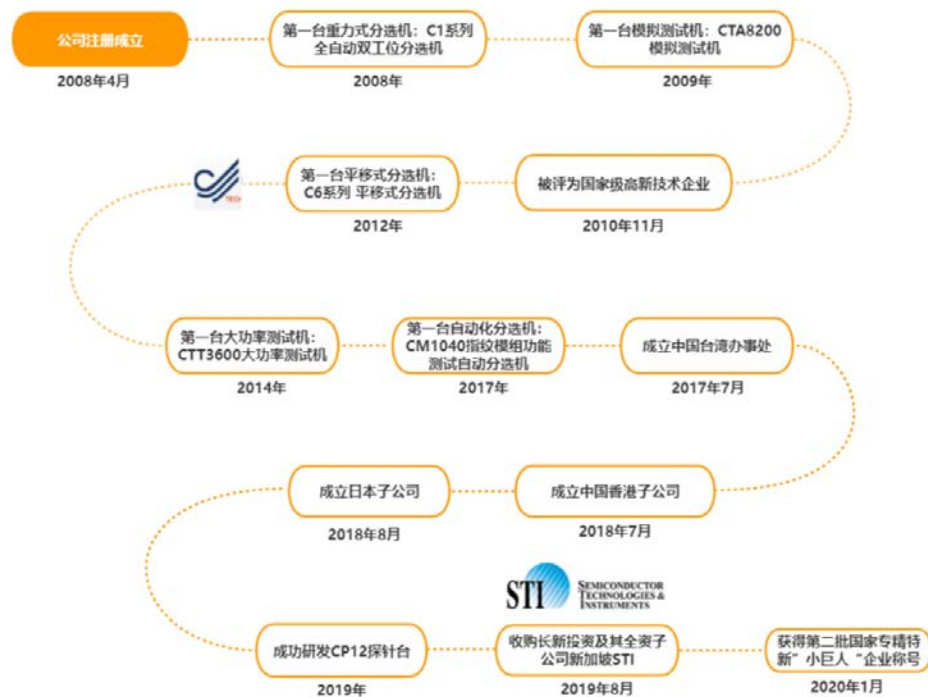 公司注册成立
2008年4月
第一台重力式分选机：C1系列
全自动双工位分选机
2008年
第一台模拟测试机：CTA8200
模拟测试机
2009年
被评为国家级高新技术企业
2010年11月
第一台平移式分选机：
C6系列 平移式分选机
2012年
TECH
第一台大功率测试机：
CTT3600大功率测试机
2014年
第一台自动化分选机：
CM1040指纹模组功能
测试自动分选机
2017年
成立中国台湾办事处
2017年7月
成立中国香港子公司
2018年7月
成立日本子公司
2018年8月
成功研发CP12探针台
2019年
STI
SEMICONDUCTOR
TECHNOLOGIES &
INSTRUMENTS
收购长新投资及其全资子
公司新加坡STI
2019年8月
获得第二批国家专精特
新”小巨人“企业称号
2020年1月